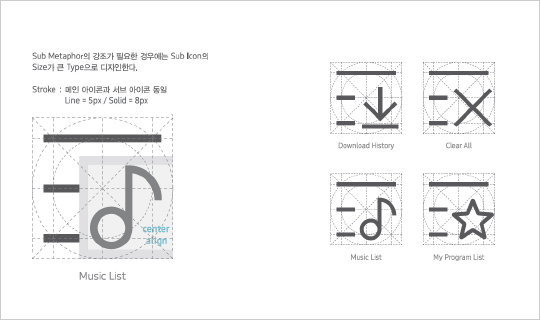 Sub Metaphor의 강조가 필요한 경우에는 Sub Icon의
Size가 큰 Type으로 디자인한다.
Stroke : 메인 아이콘과 서브 아이콘 동일
Line = 5px / Solid = 8px
center
align
Music List
Download History
Clear All
Music List
My Program List